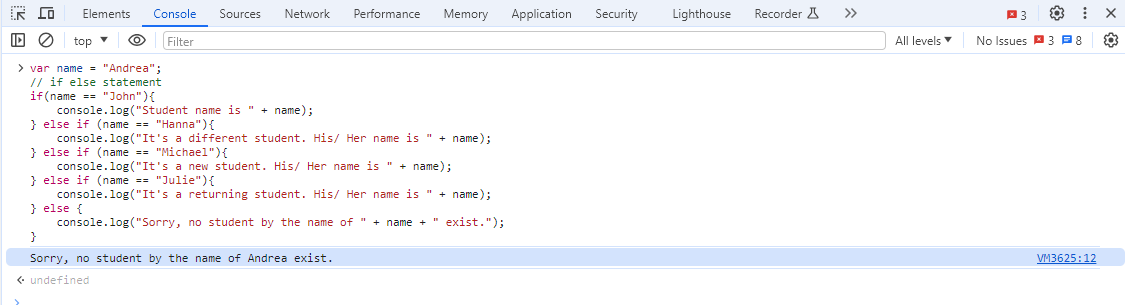 Elements Console Sources Network Performance Memory Application Security Lighthouse Recorder 3
top Filter All levels No Issues 3 8
var name = "Andrea";
// if else statement
if(name == "John"){
    console.log("Student name is " + name);
} else if (name == "Hanna"){
    console.log("It's a different student. His/ Her name is " + name);
} else if (name == "Michael"){
    console.log("It's a new student. His/ Her name is " + name);
} else if (name == "Julie"){
    console.log("It's a returning student. His/ Her name is " + name);
} else {
    console.log("Sorry, no student by the name of " + name + " exist.");
}
Sorry, no student by the name of Andrea exist. VM3625:12
undefined